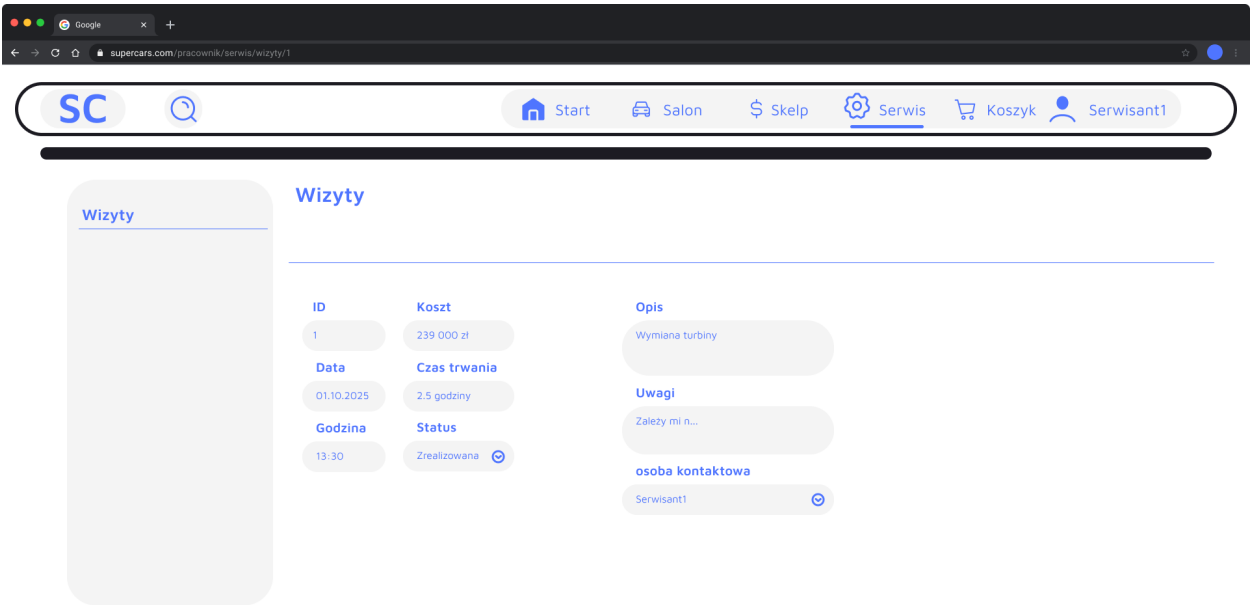 Google
supercars.com/pracownik/serwis/wizyty/1
SC
Start
Salon
$ Skelp
Serwis
Koszyk
Serwisant1
Wizyty
Wizyty
ID
Koszt
1
239 000 zł
Data
Czas trwania
01.10.2025
2.5 godziny
Godzina
Status
13:30
Zrealizowana
Opis
Wymiana turbiny
Uwagi
Zależy mi n...
osoba kontaktowa
Serwisant1